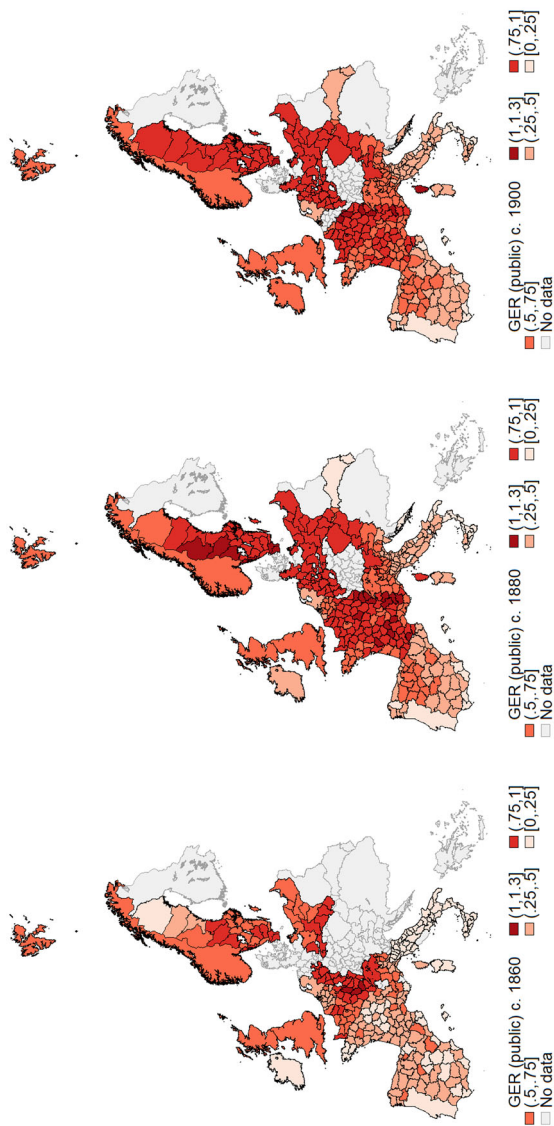 GER (public) c. 1860 (1,1.3] (.75,1]
(.5,.75] (.25,.5] [0,.25]
No data
GER (public) c. 1880 (1,1.3] (.75,1]
(.5,.75] (.25,.5] [0,.25]
No data
GER (public) c. 1900 (1,1.3] (.75,1]
(.5,.75] (.25,.5] [0,.25]
No data